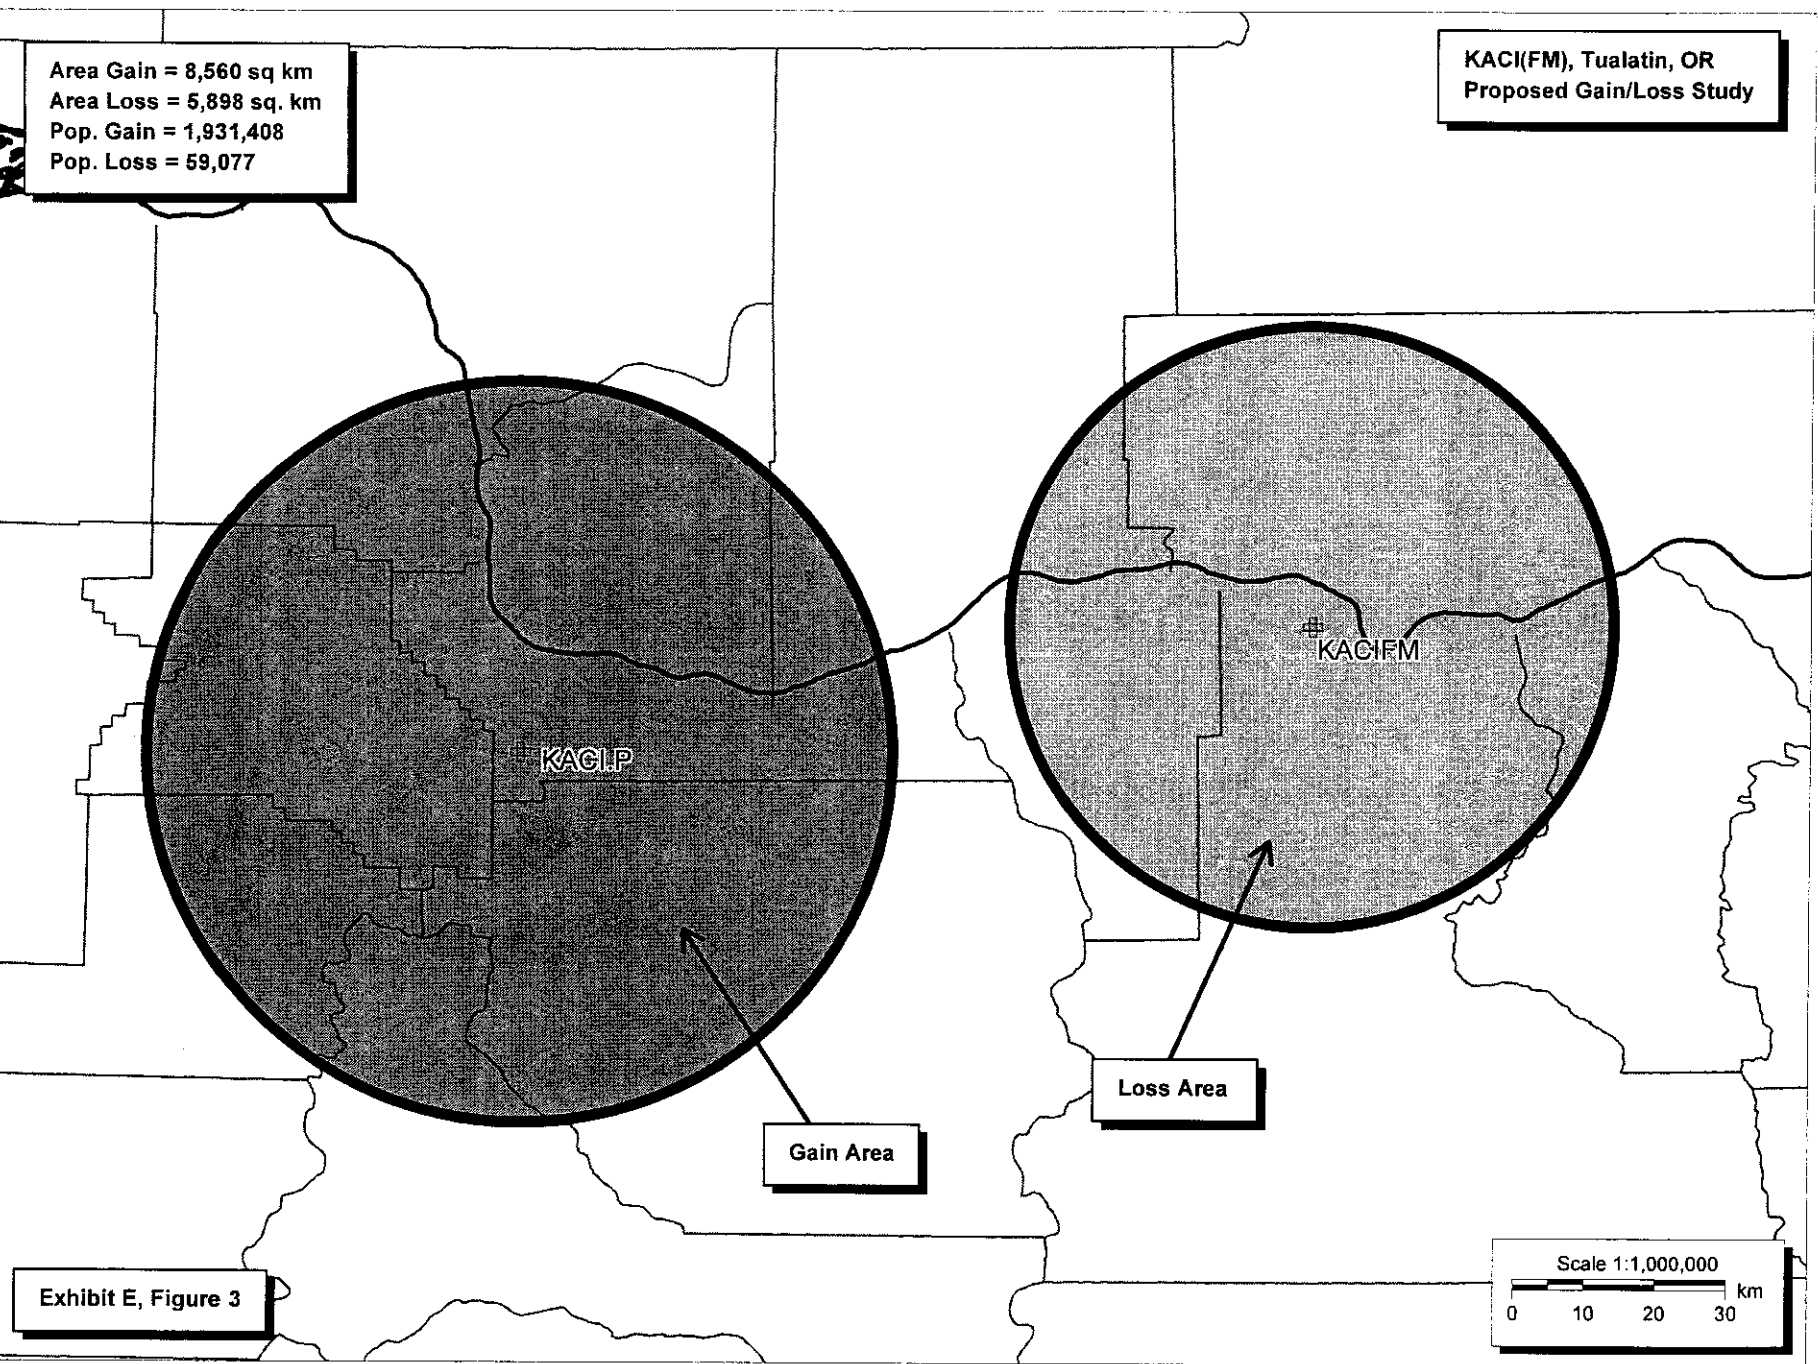 Area Gain = 8,560 sq km
Area Loss = 5,898 sq. km
Pop. Gain = 1,931,408
Pop. Loss = 59,077
KACI(FM), Tualatin, OR
Proposed Gain/Loss Study
KACIFM
KACI.P
Loss Area
Gain Area
Exhibit E, Figure 3
Scale 1:1,000,000
km
0 10 20 30